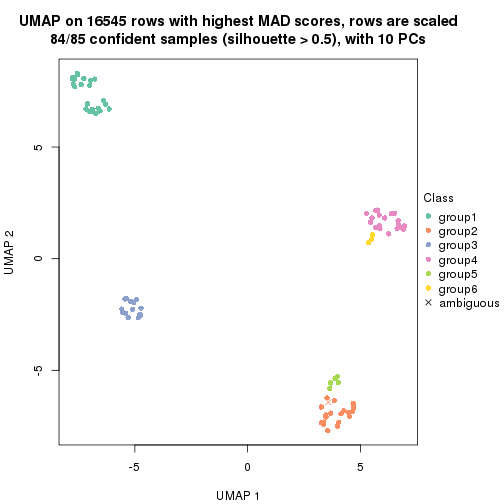 UMAP on 16545 rows with highest MAD scores, rows are scaled
84/85 confident samples (silhouette > 0.5), with 10 PCs
5
0
-5
UMAP 2
-5
0
5
UMAP 1
Class
group1
group2
group3
group4
group5
group6
ambiguous